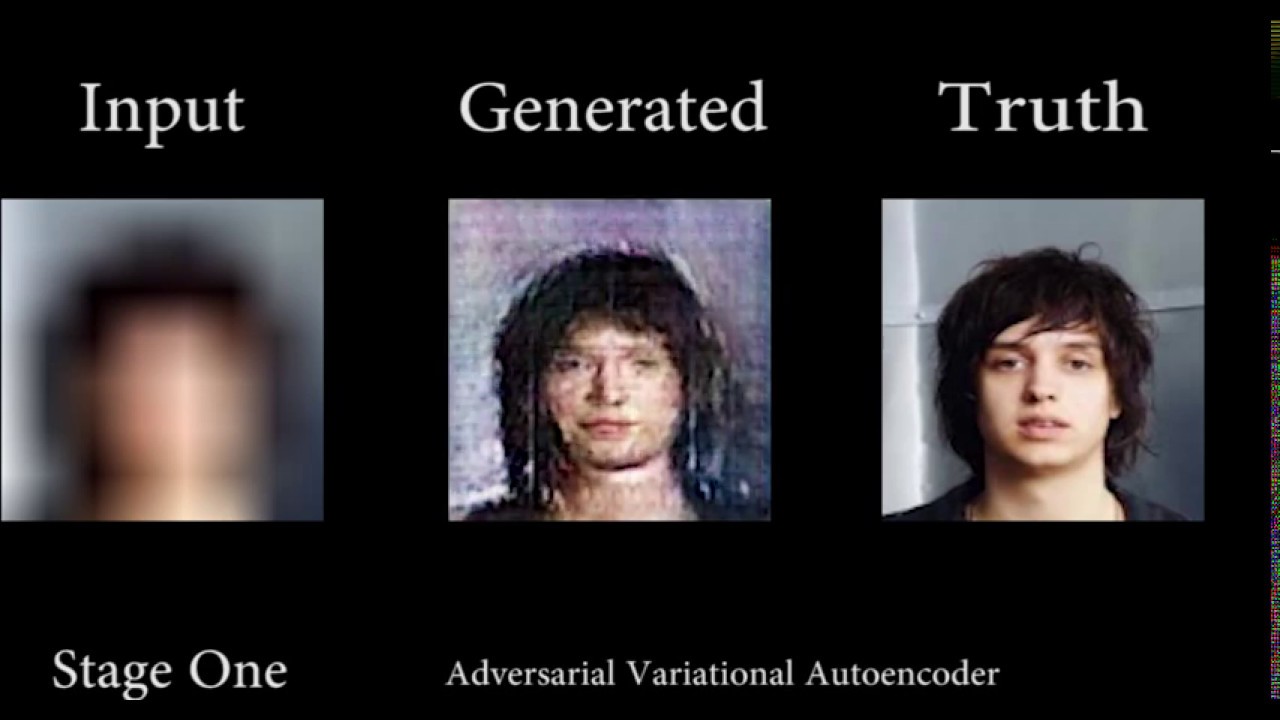 Input
Generated
Truth
Stage One
Adversarial Variational Autoencoder